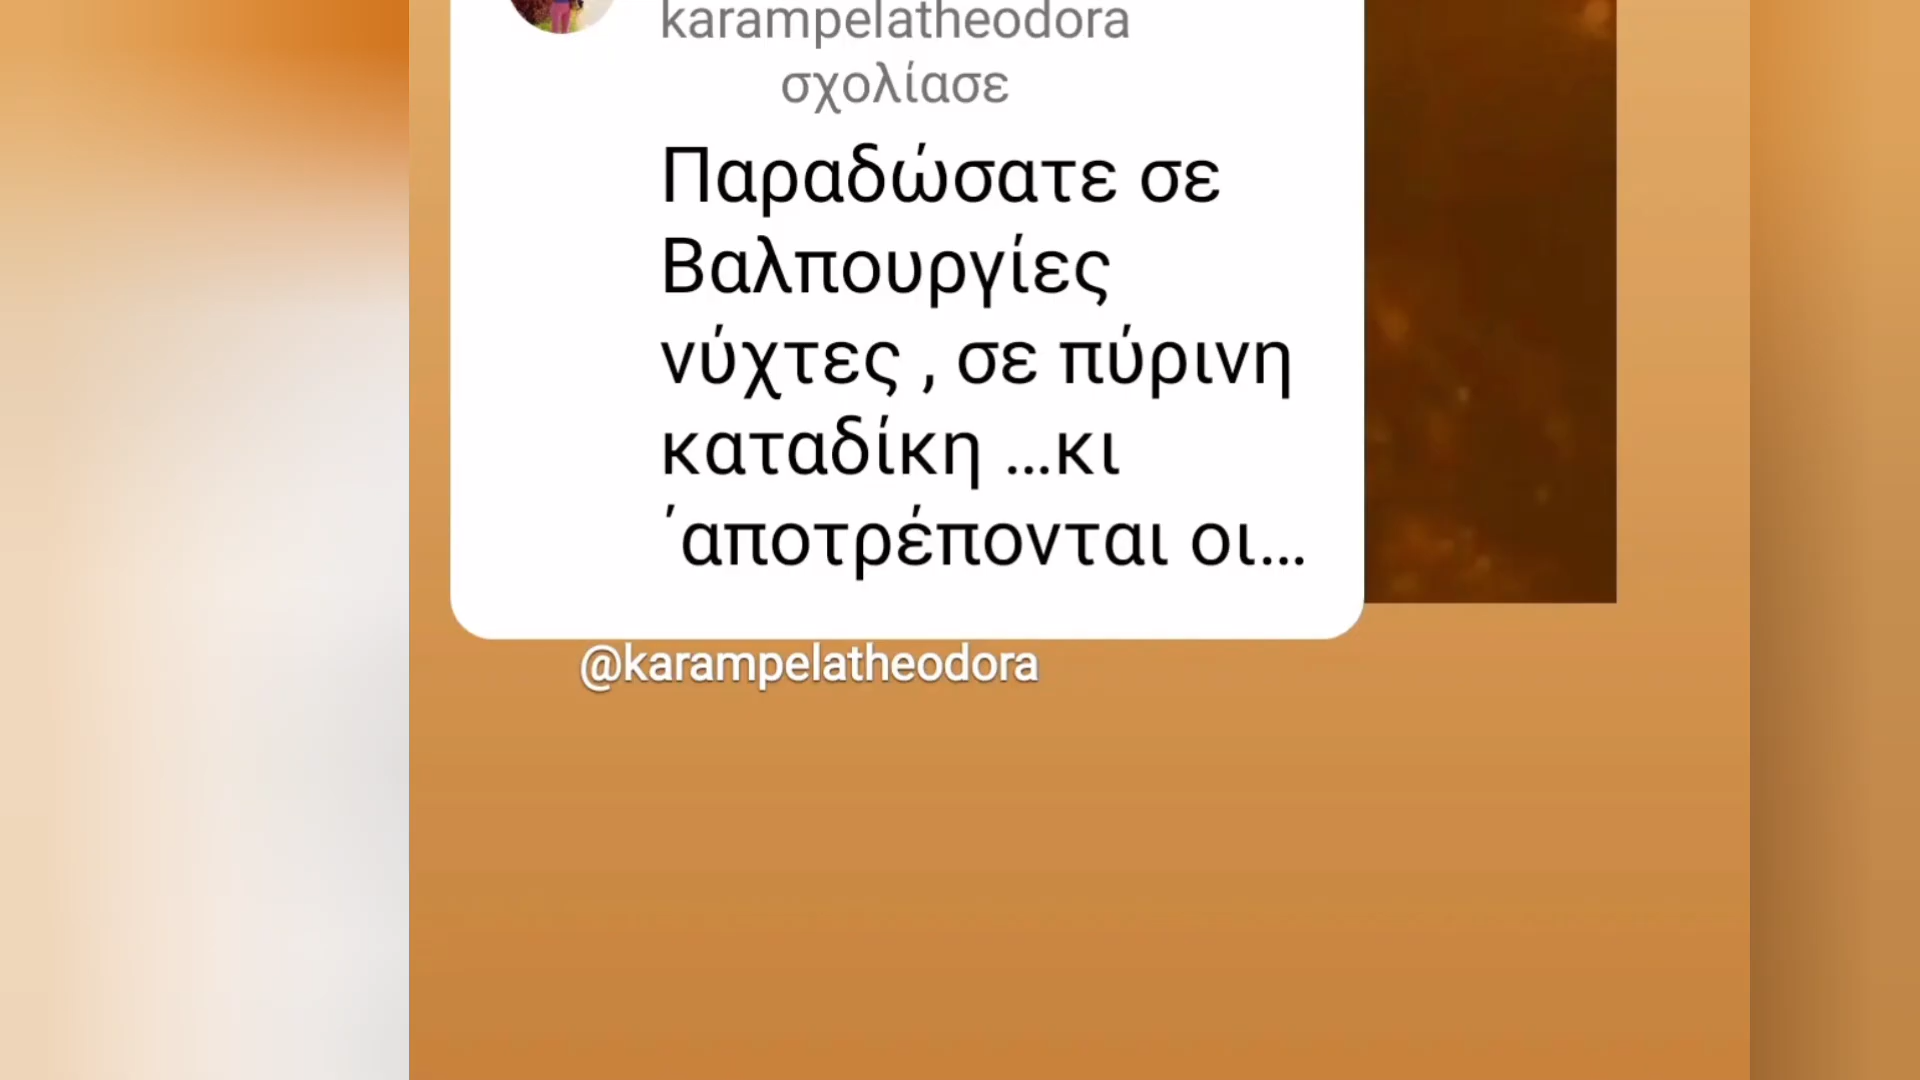 karampelatheodora
σχολίασε
Παραδώσατε σε
Βαλπουργίες
νύχτες , σε πύρινη
καταδίκη ...κι
΄αποτρέπονται οι...
@karampelatheodora